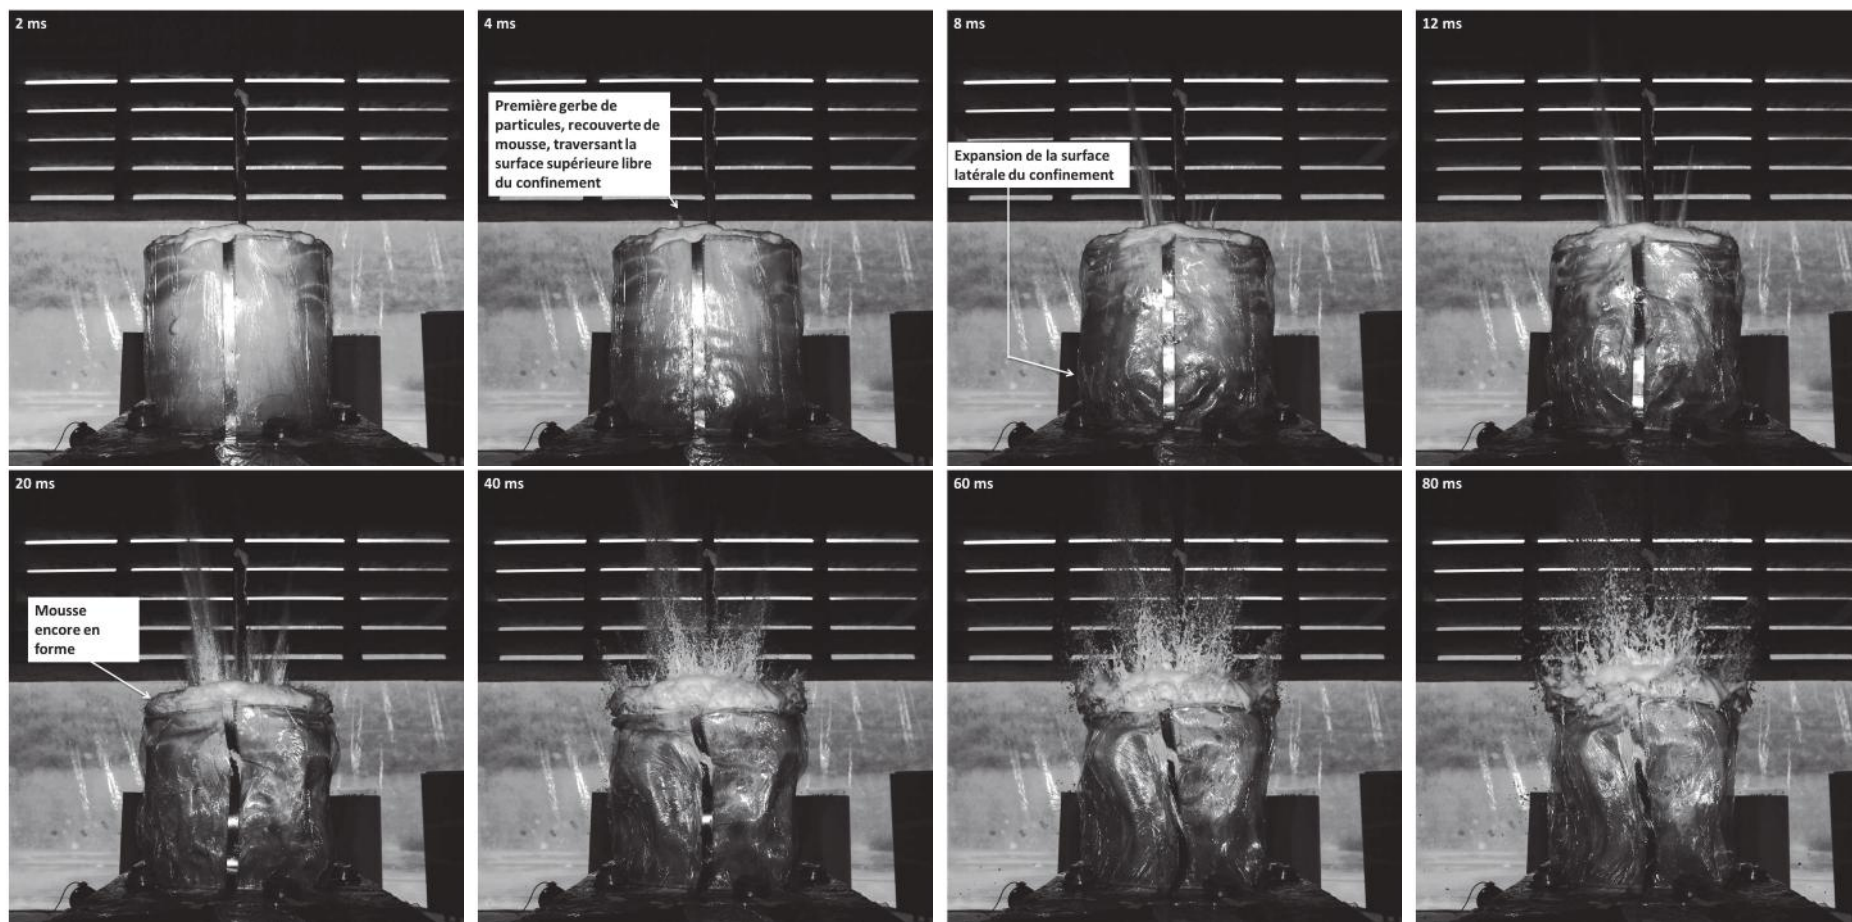 2 ms
4 ms
Première gerbe de
particules, recouverte de
mousse, traversant la
surface supérieure libre
du confinement
8 ms
Expansion de la surface
latérale du confinement
12 ms
20 ms
Mousse
encore en
forme
40 ms
60 ms
80 ms